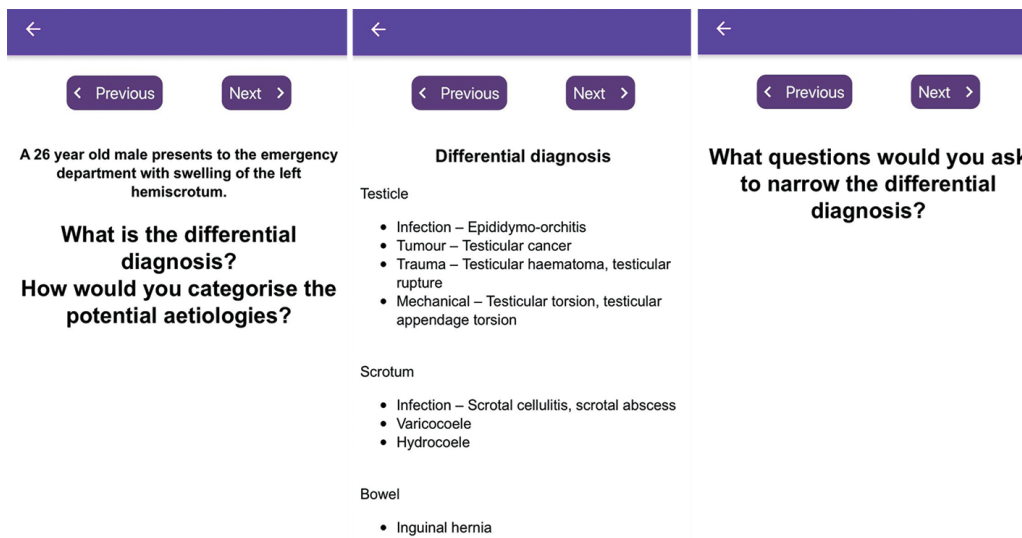 Previous
Next
A 26 year old male presents to the emergency
department with swelling of the left
hemiscrotum.
What is the differential
diagnosis?
How would you categorise the
potential aetiologies?
Previous
Next
Differential diagnosis
Testicle
Infection – Epididymo-orchitis
Tumour – Testicular cancer
Trauma – Testicular haematoma, testicular
rupture
Mechanical – Testicular torsion, testicular
appendage torsion
Scrotum
Infection – Scrotal cellulitis, scrotal abscess
Varicocoele
Hydrocoele
Bowel
Inguinal hernia
Previous
Next
What questions would you ask
to narrow the differential
diagnosis?